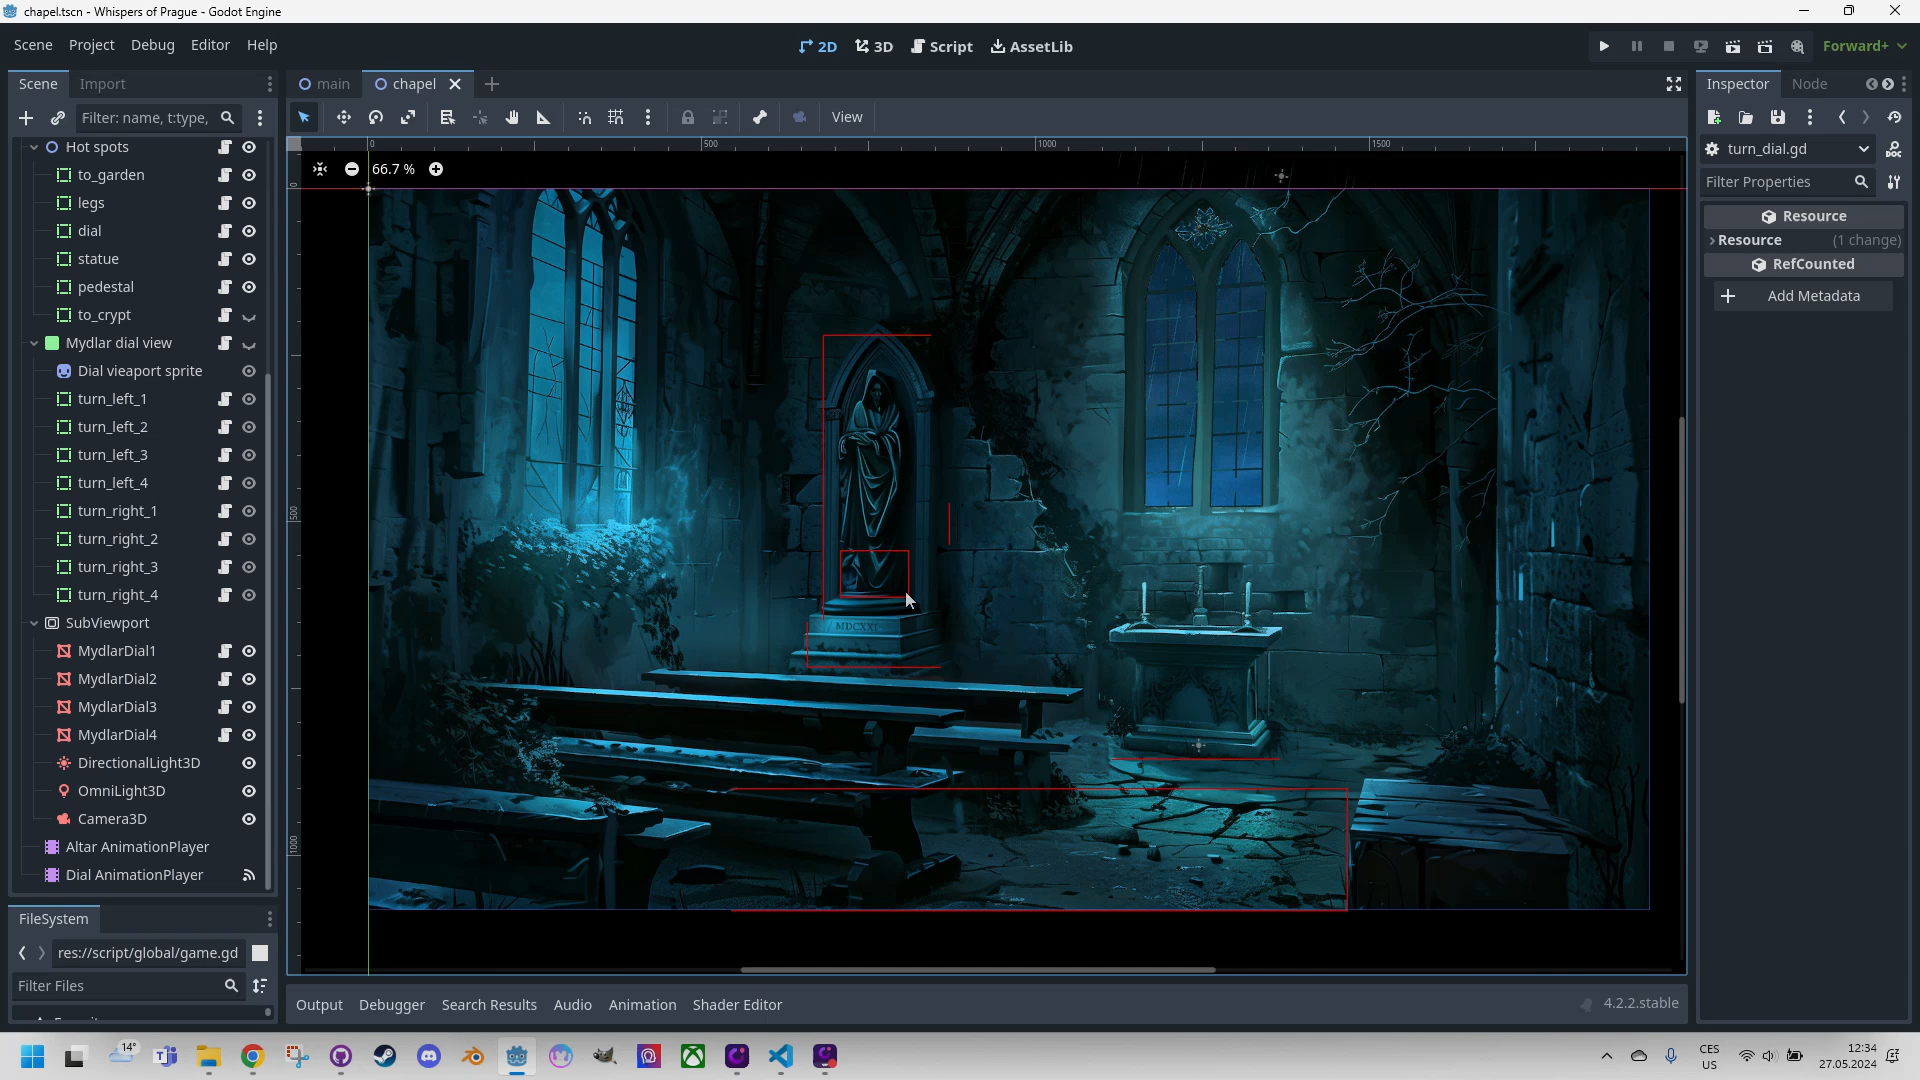 chapel.tscn - Whispers of Prague - Godot Engine
Scene Project Debug Editor Help
2D 3D Script AssetLib
Forward+
Scene Import
main chapel
Inspector Node
Filter: name, t:type,
View
turn_dial.gd
Filter Properties
Resource
Resource (1 change)
RefCounted
Add Metadata
0 500 1000 1500
66.7 %
0
500
1000
Hot spots
to_garden
legs
dial
statue
pedestal
to_crypt
Mydlar dial view
Dial vieaport sprite
turn_left_1
turn_left_2
turn_left_3
turn_left_4
turn_right_1
turn_right_2
turn_right_3
turn_right_4
SubViewport
MydlarDial1
MydlarDial2
MydlarDial3
MydlarDial4
DirectionalLight3D
OmniLight3D
Camera3D
Altar AnimationPlayer
Dial AnimationPlayer
MDCXXI
FileSystem
res://script/global/game.gd
Filter Files
Output Debugger Search Results Audio Animation Shader Editor
4.2.2.stable
14°
CES
US
12:34
27.05.2024